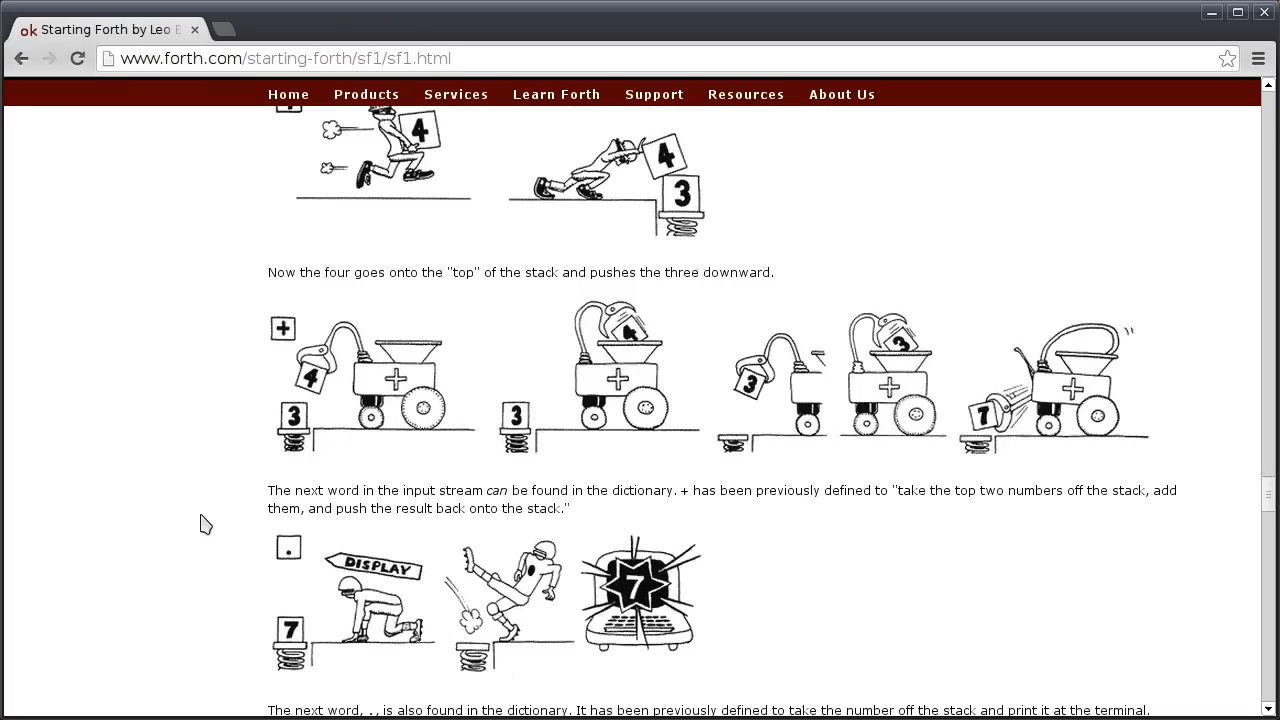 ok Starting Forth by Leo B
www.forth.com/starting-forth/sf1/sf1.html
Home Products Services Learn Forth Support Resources About Us
4
4
3
Now the four goes onto the "top" of the stack and pushes the three downward.
+
4
3
+
4
3
+
3
3
+
7
+
The next word in the input stream can be found in the dictionary. + has been previously defined to "take the top two numbers off the stack, add
them, and push the result back onto the stack."
.
DISPLAY
7
7
The next word, ., is also found in the dictionary. It has been previously defined to take the number off the stack and print it at the terminal.